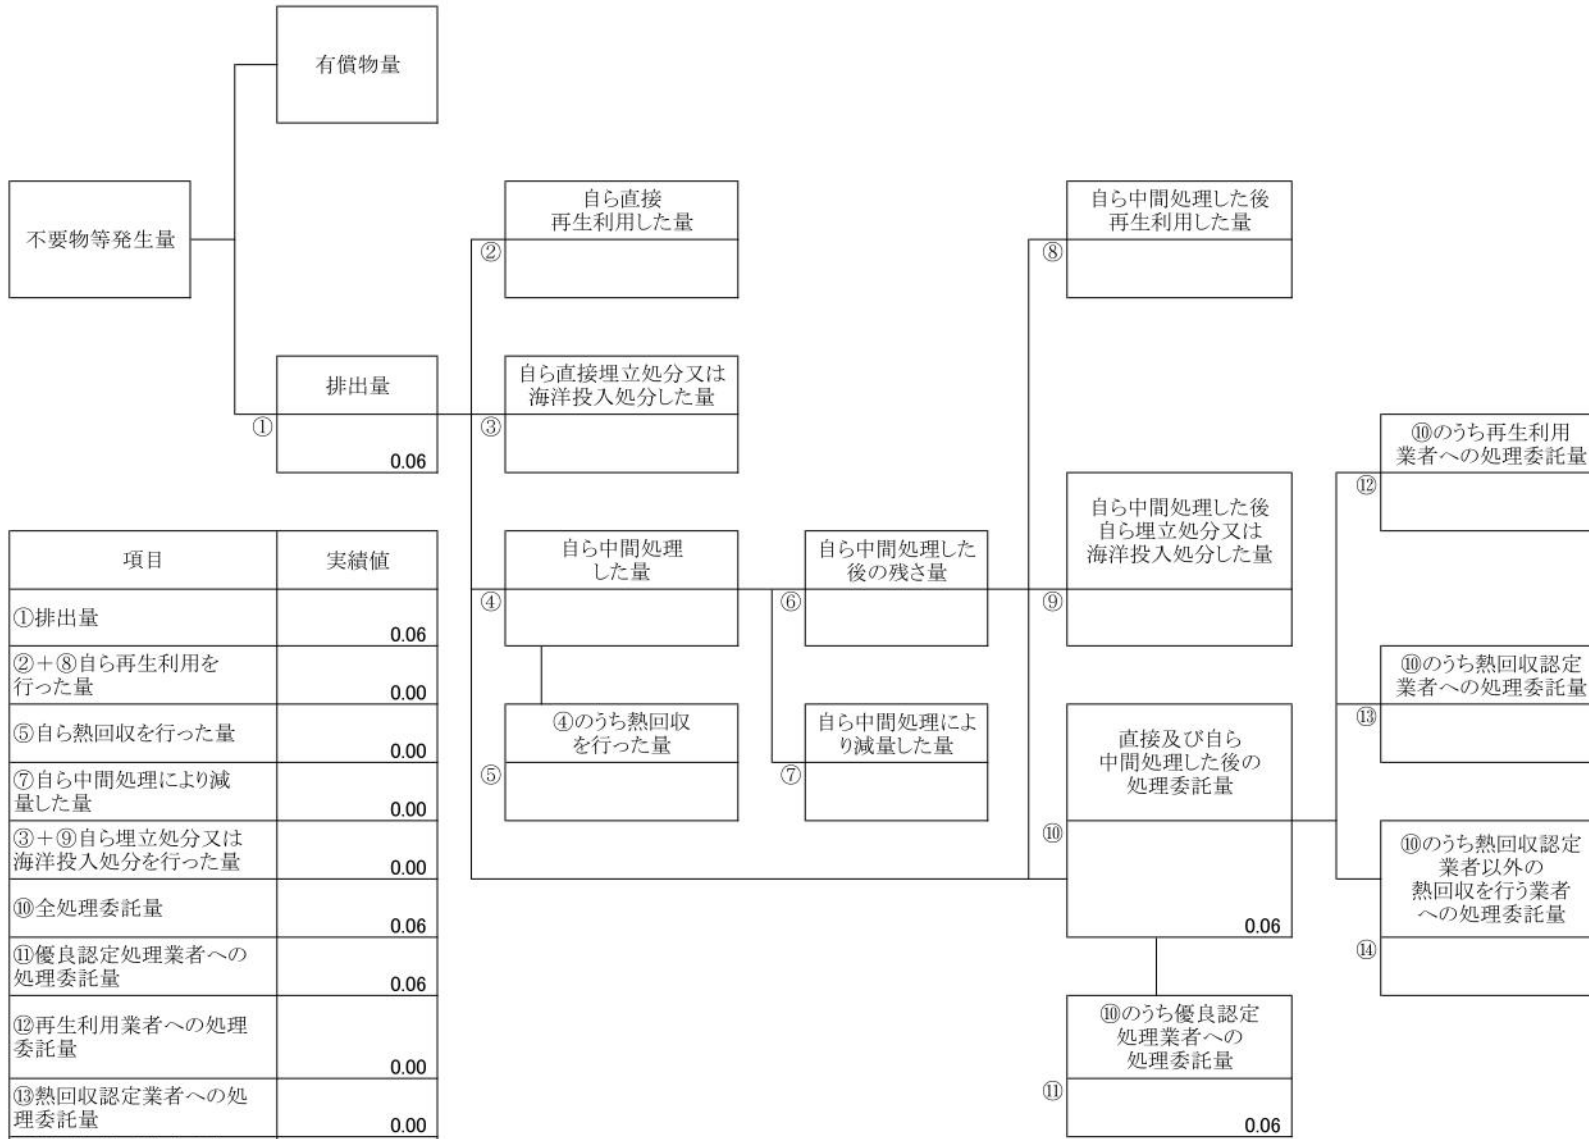 有償物量
不要物等発生量
自ら直接
再生利用した量
②
自ら中間処理した後
再生利用した量
⑧
排出量
①
0.06
自ら直接埋立処分又は
海洋投入処分した量
③
⑩のうち再生利用
業者への処理委託量
⑫
自ら中間処理した後
自ら埋立処分又は
海洋投入処分した量
⑨
自ら中間処理
した量
④
自ら中間処理した
後の残さ量
⑥
④のうち熱回収
を行った量
⑤
自ら中間処理によ
り減量した量
⑦
⑩のうち熱回収認定
業者への処理委託量
⑬
直接及び自ら
中間処理した後の
処理委託量
⑩
0.06
⑩のうち熱回収認定
業者以外の
熱回収を行う業者
への処理委託量
⑭
⑩のうち優良認定
処理業者への
処理委託量
⑪
0.06
項目 実績値
①排出量
0.06
②＋⑧自ら再生利用を
行った量
0.00
⑤自ら熱回収を行った量
0.00
⑦自ら中間処理により減
量した量
0.00
③＋⑨自ら埋立処分又は
海洋投入処分を行った量
0.00
⑩全処理委託量
0.06
⑪優良認定処理業者への
処理委託量
0.06
⑫再生利用業者への処理
委託量
0.00
⑬熱回収認定業者への処
理委託量
0.00